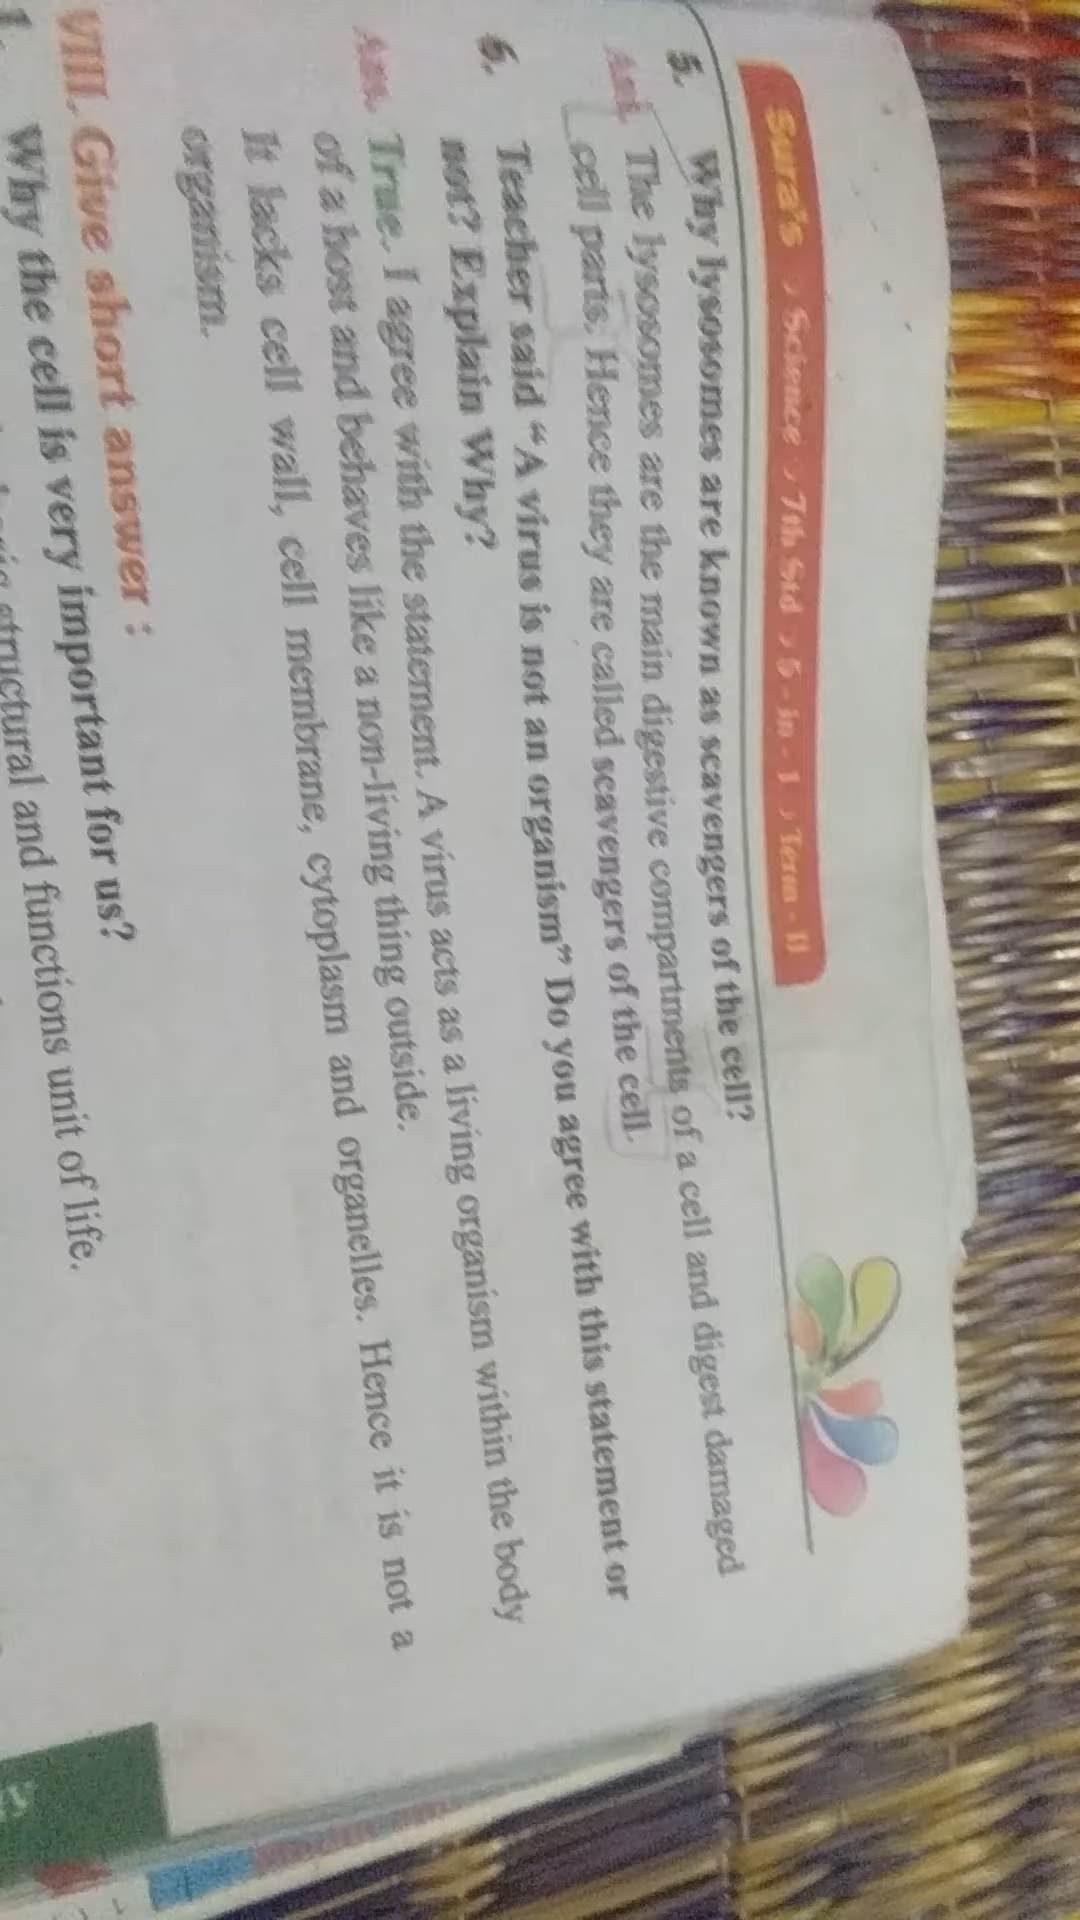 Sura's › Science › 7th Std › 5 - in - 1 › Term - II
5. Why lysosomes are known as scavengers of the cell?
Ans. The lysosomes are the main digestive compartments of a cell and digest damaged
cell parts. Hence they are called scavengers of the cell.
6. Teacher said “A virus is not an organism” Do you agree with this statement or
not? Explain Why?
Ans. True. I agree with the statement. A virus acts as a living organism within the body
of a host and behaves like a non-living thing outside.
It lacks cell wall, cell membrane, cytoplasm and organelles. Hence it is not a
organism.
VIII. Give short answer :
1. Why the cell is very important for us?
structural and functions unit of life.